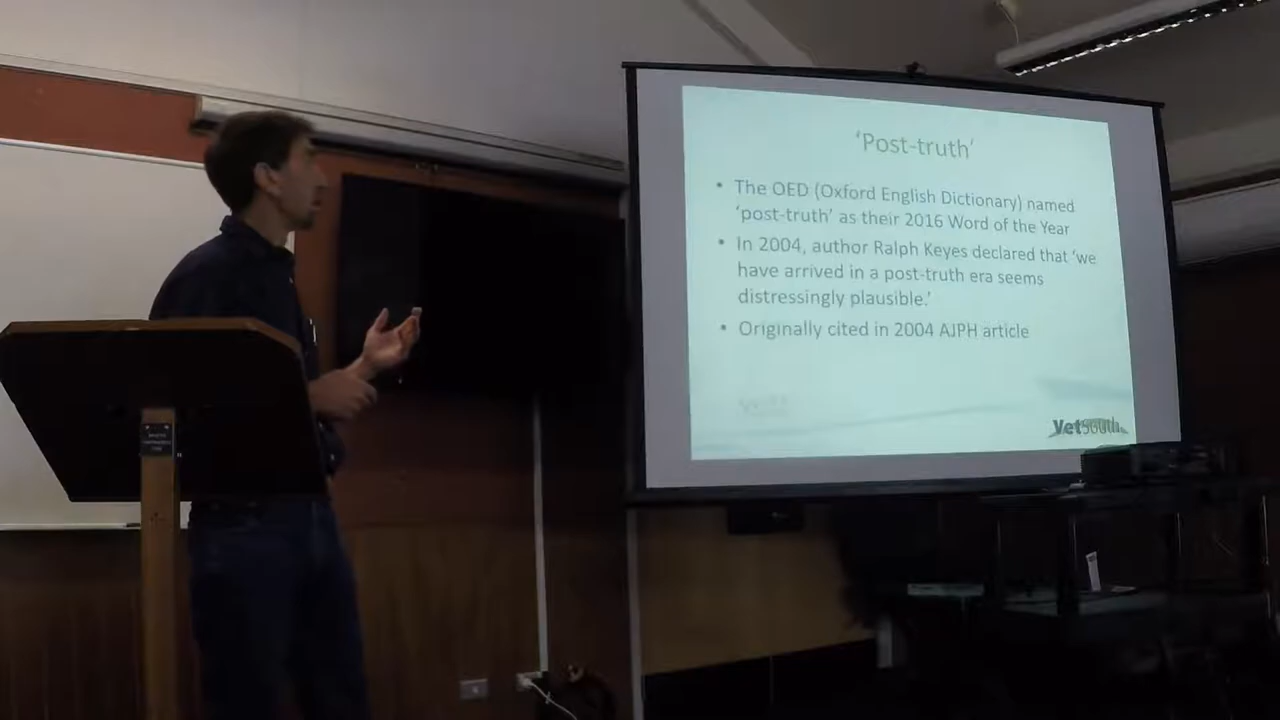 ‘Post-truth’
• The OED (Oxford English Dictionary) named
‘post-truth’ as their 2016 Word of the Year
• In 2004, author Ralph Keyes declared that ‘we
have arrived in a post-truth era seems
distressingly plausible.’
• Originally cited in 2004 AJPH article
VetSouth